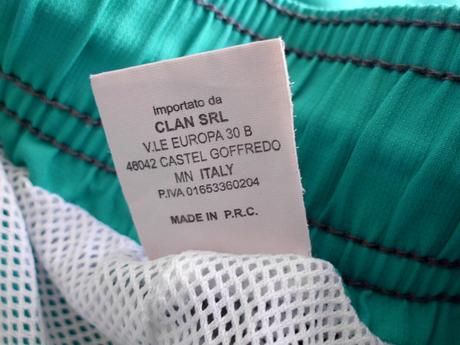 importato da
CLAN SRL
V.LE EUROPA 30 B
46042 CASTEL GOFFREDO
MN ITALY
P.IVA 01653360204
MADE IN P.R.C.